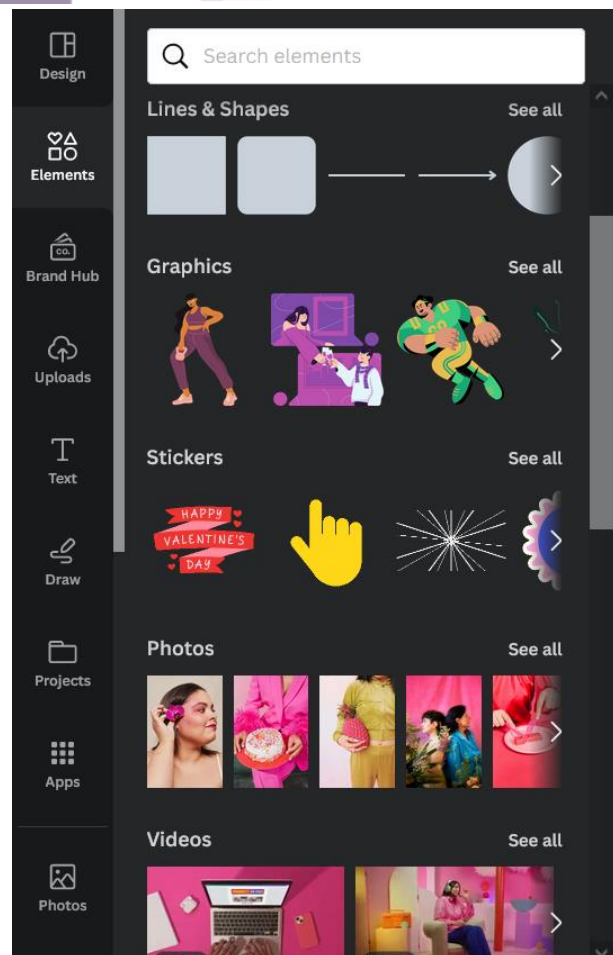 Design
Elements
CO.
Brand Hub
Uploads
Text
Draw
Projects
Apps
Photos
Search elements
Lines & Shapes See all
Graphics See all
Stickers See all
HAPPY
VALENTINE'S
DAY
Photos See all
Videos See all